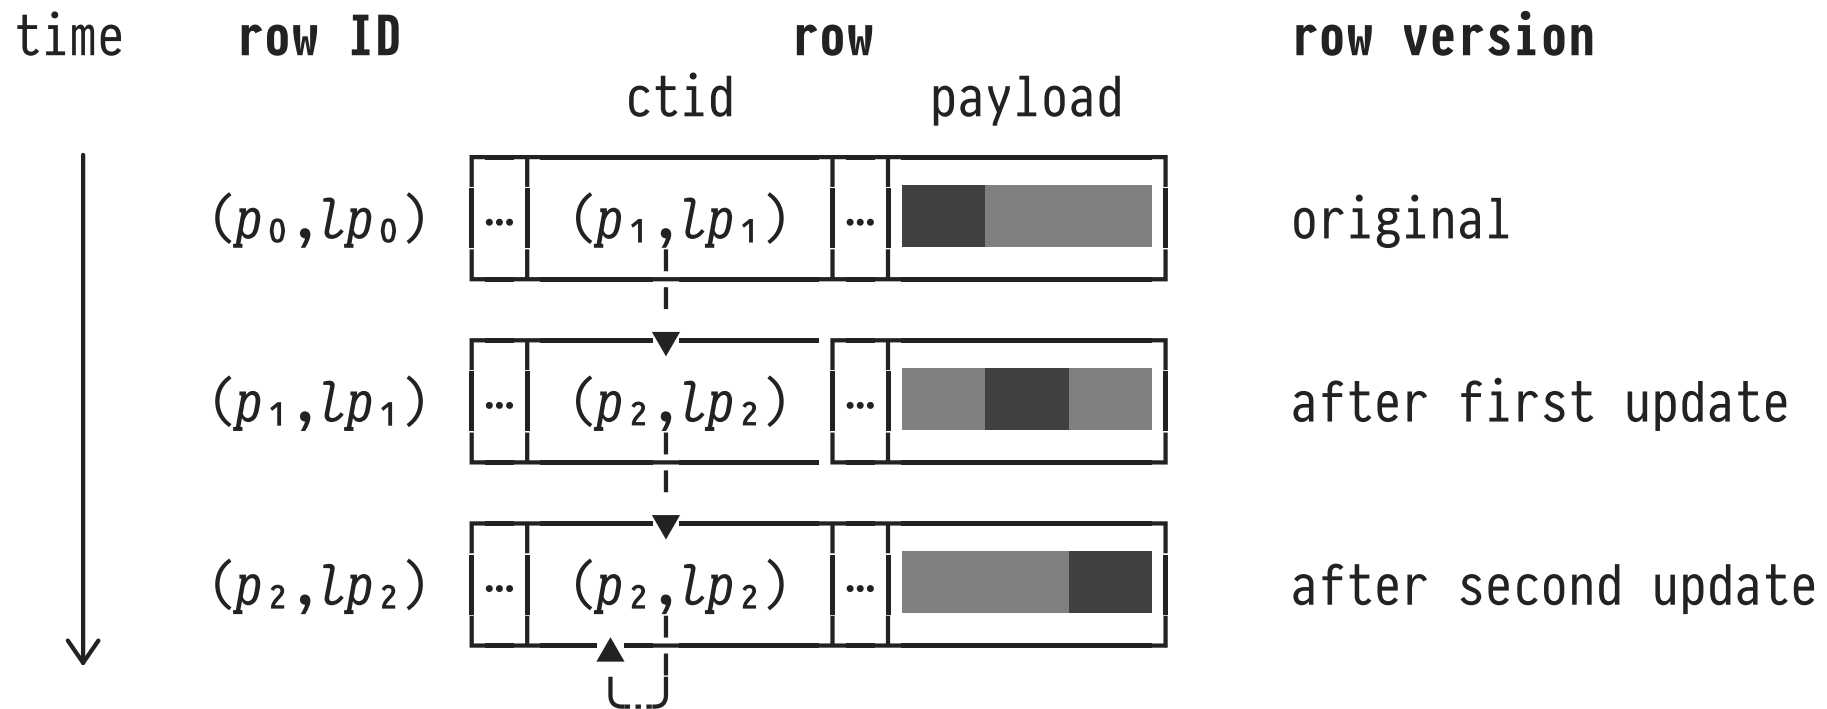 time row ID row row version
ctid payload
(p₀,lp₀) … (p₁,lp₁) … original
(p₁,lp₁) … (p₂,lp₂) … after first update
(p₂,lp₂) … (p₂,lp₂) … after second update